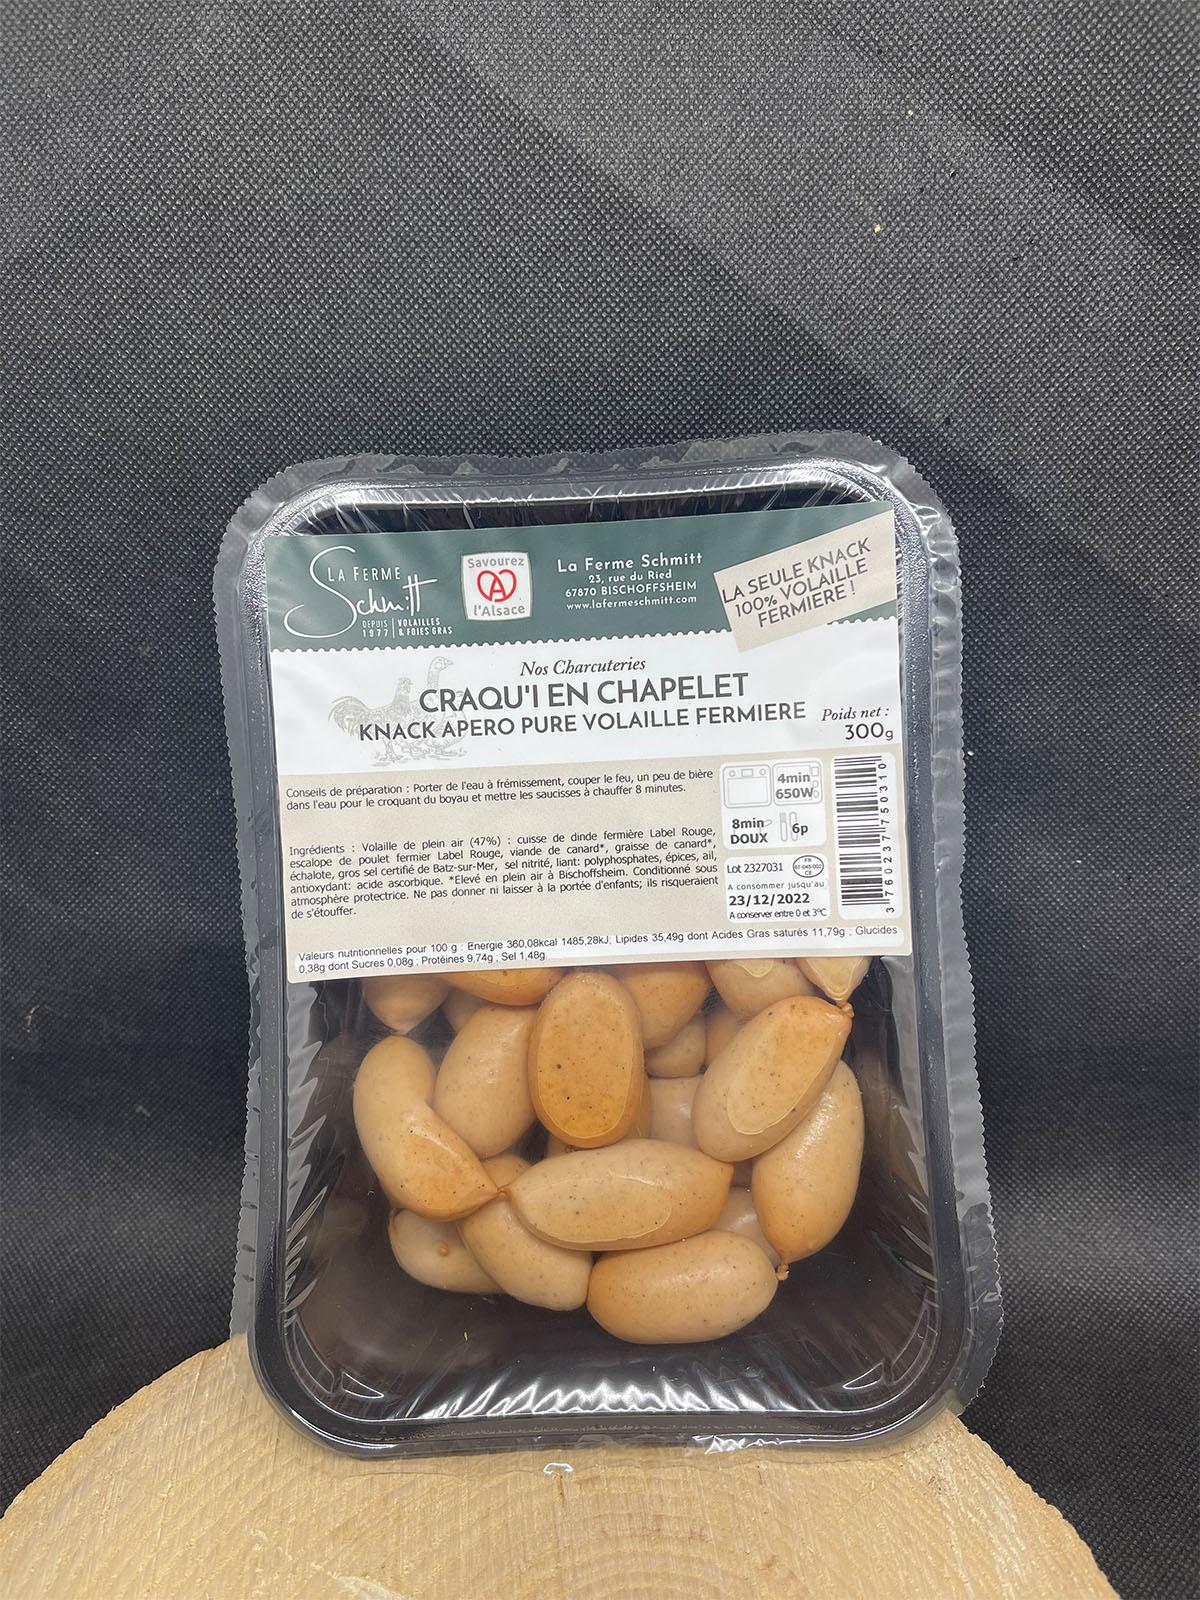 LA FERME
Schmitt
DEPUIS 1977 | VOLAILLES & FOIES GRAS
Savourez
l'Alsace
La Ferme Schmitt
23, rue du Ried
67870 BISCHOFFSHEIM
www.lafermeschmitt.com
LA SEULE KNACK
100% VOLAILLE
FERMIERE !
Nos Charcuteries
CRAQU'I EN CHAPELET
KNACK APERO PURE VOLAILLE FERMIERE
Poids net :
300g
Conseils de préparation : Porter de l'eau à frémissement, couper le feu, un peu de bière
dans l'eau pour le croquant du boyau et mettre les saucisses à chauffer 8 minutes.
4min
650W
8min
DOUX
6p
Ingrédients : Volaille de plein air (47%) : cuisse de dinde fermière Label Rouge,
escalope de poulet fermier Label Rouge, viande de canard*, graisse de canard*,
échalote, gros sel certifié de Batz-sur-Mer, sel nitrité, liant: polyphosphates, épices, ail,
antioxydant: acide ascorbique. *Elevé en plein air à Bischoffsheim. Conditionné sous
atmosphère protectrice. Ne pas donner ni laisser à la portée d'enfants; ils risqueraient
de s'étouffer.
Lot 2327031
FR
67-045-002
CE
A consommer jusqu'au
23/12/2022
A conserver entre 0 et 3°C
3 760237 750310
Valeurs nutritionnelles pour 100 g : Energie 360,08kcal 1485,28kJ; Lipides 35,49g dont Acides Gras saturés 11,79g ; Glucides
0,38g dont Sucres 0,08g ; Protéines 9,74g ; Sel 1,48g